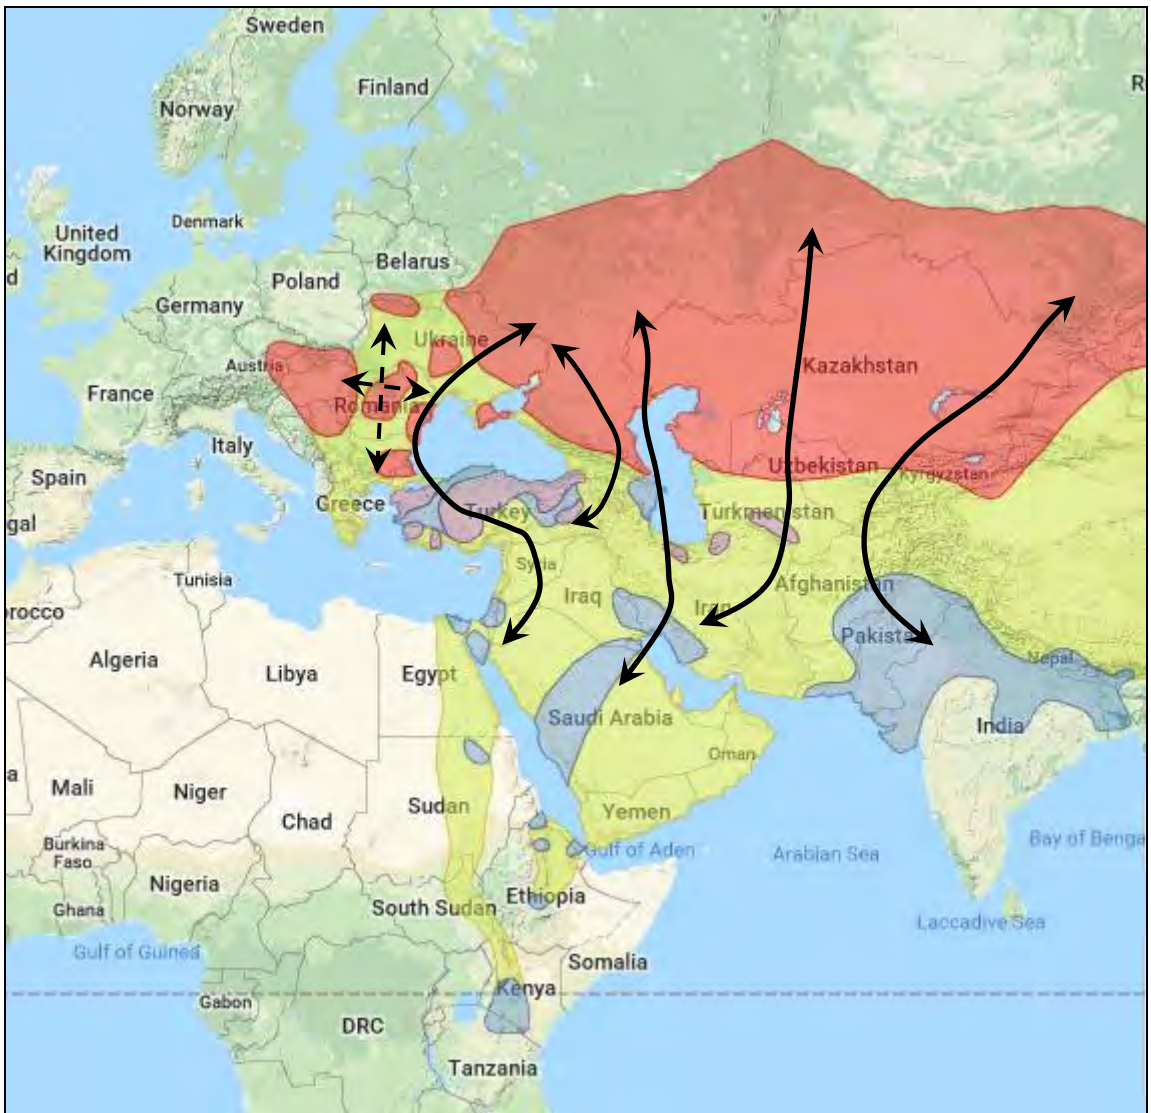 Sweden
Finland
Norway
R
Denmark
United
Kingdom
d
Belarus
Poland
Germany
Ukraine
Austria
Kazakhstan
France
Romania
Italy
Uzbekistan
Kyrgyzstan
Spain
Greece
Turkey
Turkmenistan
gal
Syria
Tunisia
Afghanistan
Iraq
Iran
orocco
Pakista
Algeria
Nepal
Libya
Egypt
Saudi Arabia
India
Oman
a
Mali
Niger
Sudan
Chad
Yemen
Burkina
Faso
Gulf of Aden
Arabian Sea
Bay of Benga
Nigeria
Ethiopia
Ghana
South Sudan
Laccadive Sea
Gulf of Guinea
Somalia
Kenya
Gabon
DRC
Tanzania